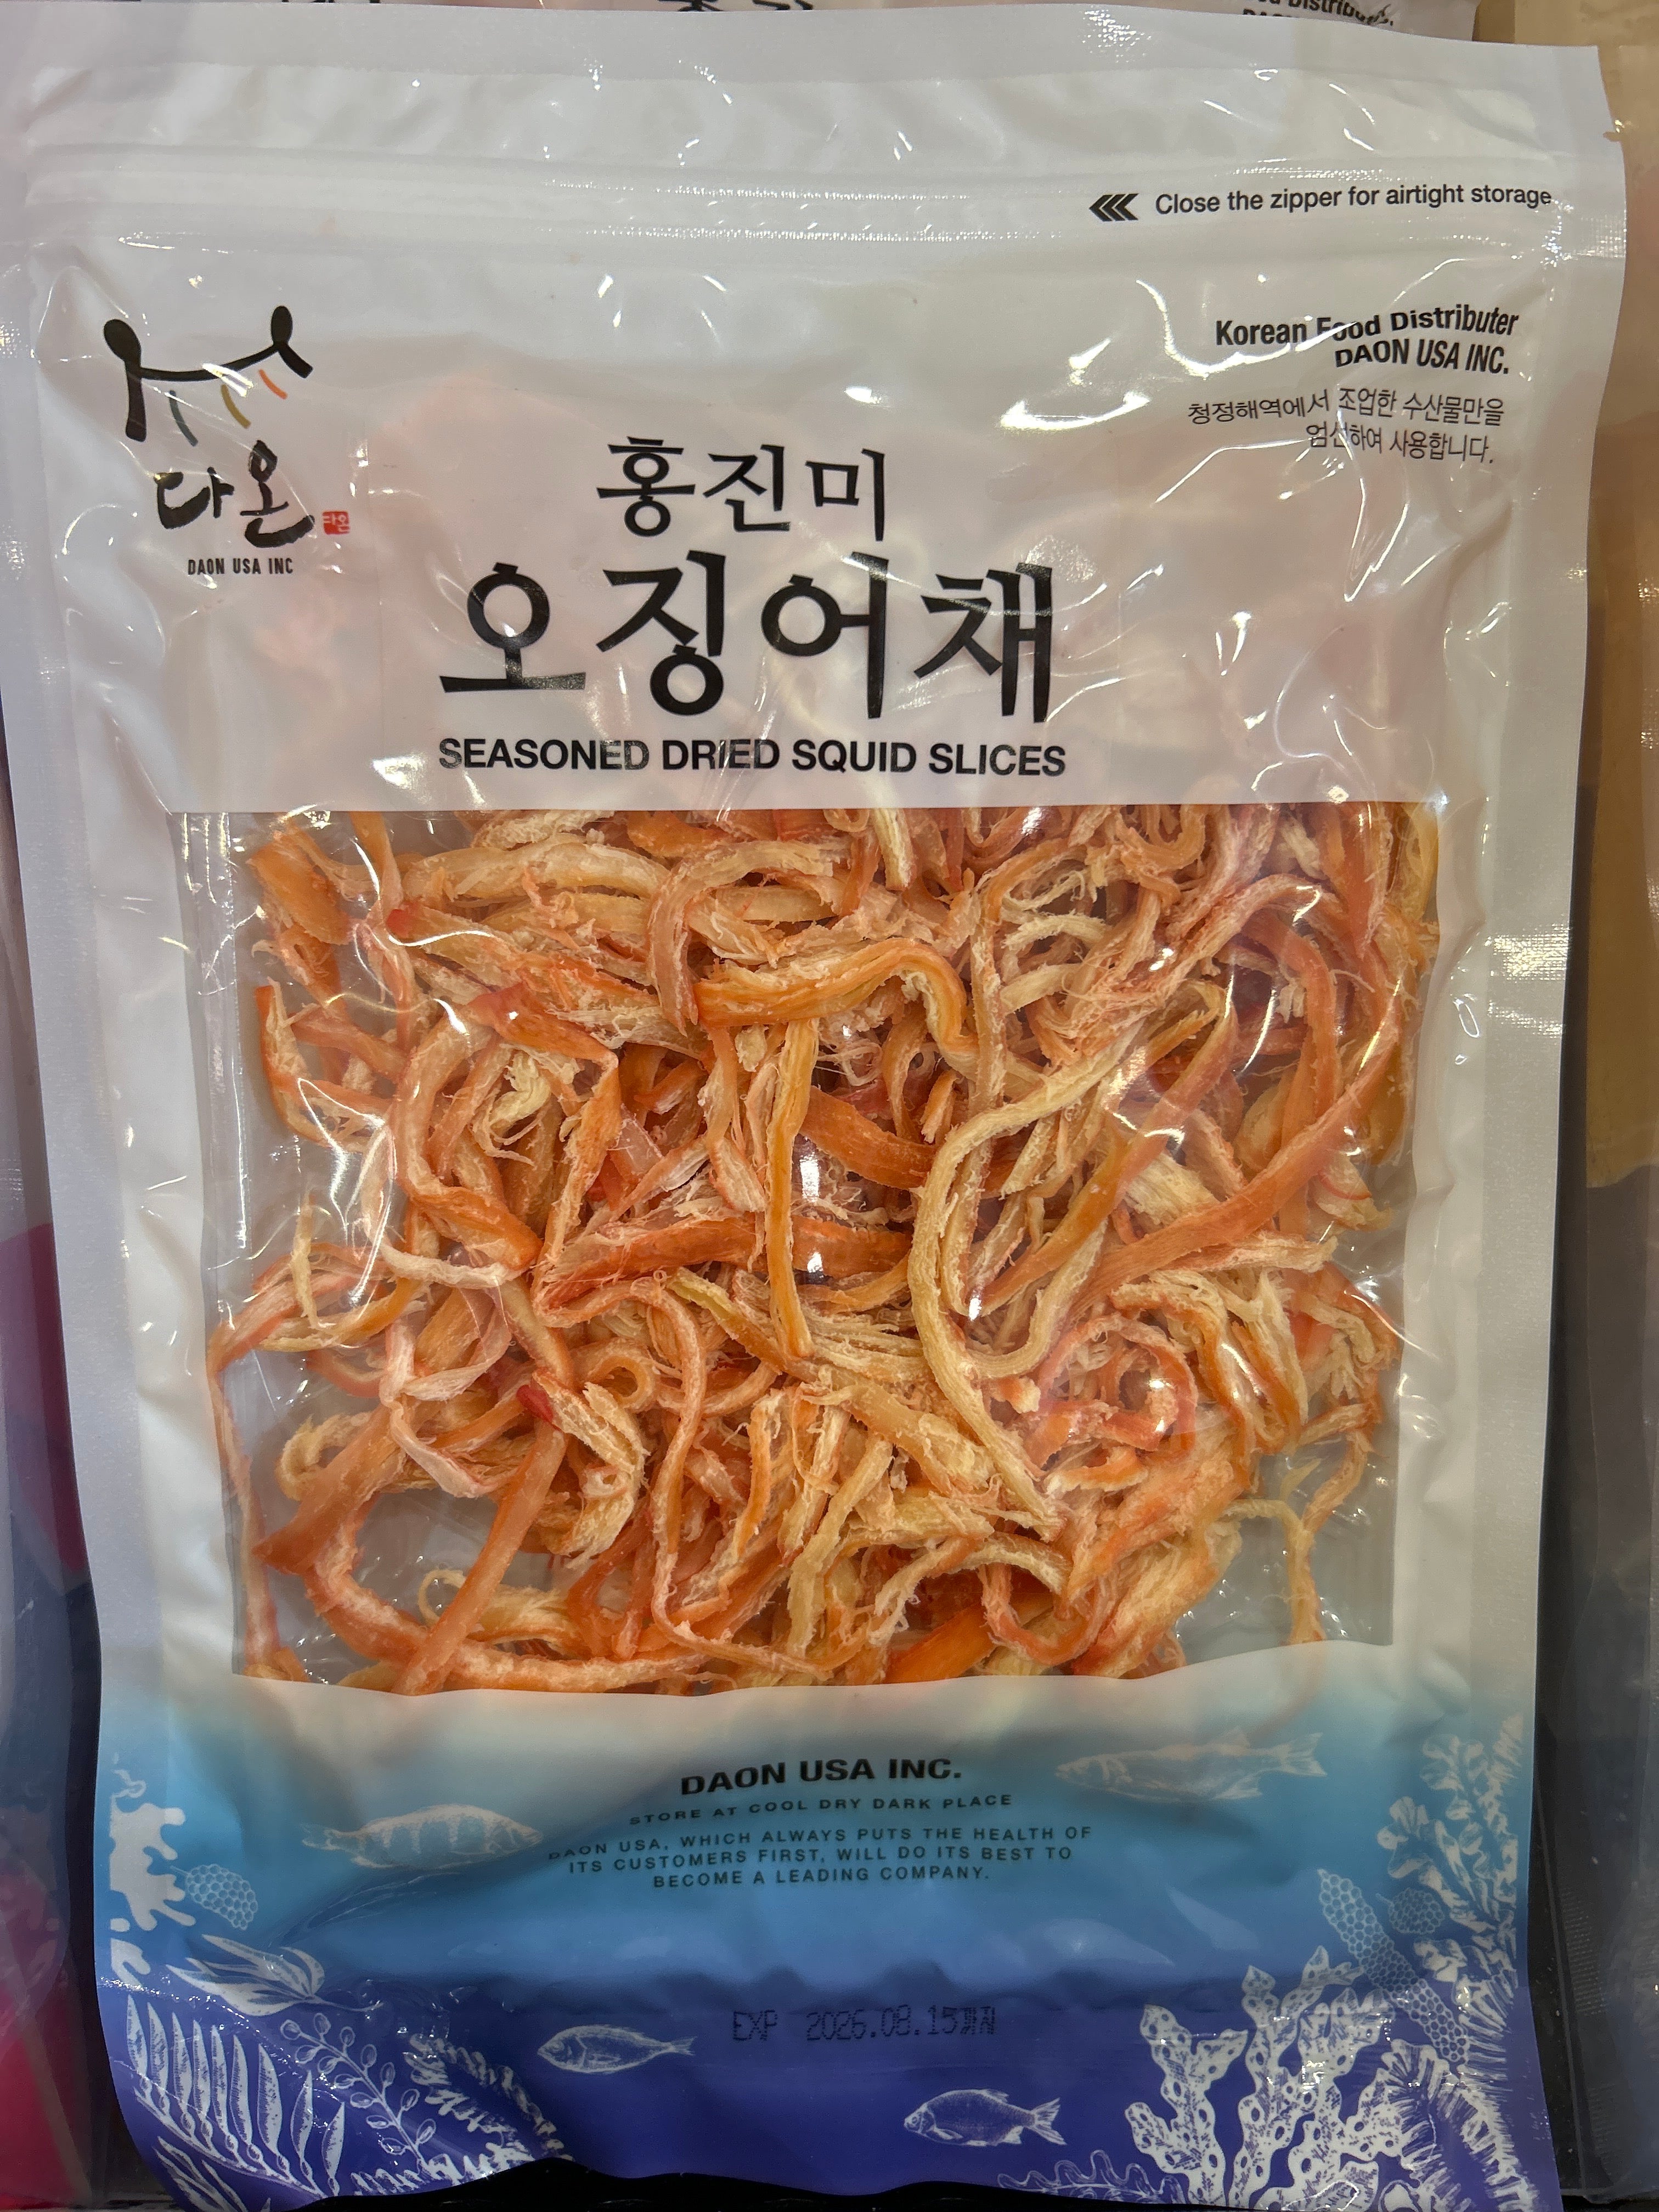 Close the zipper for airtight storage
Korean Food Distributer
DAON USA INC.
청정해역에서 조업한 수산물만을
엄선하여 사용합니다.
다온
다온
DAON USA INC
홍진미
오징어채
SEASONED DRIED SQUID SLICES
DAON USA INC.
STORE AT COOL DRY DARK PLACE
DAON USA, WHICH ALWAYS PUTS THE HEALTH OF
ITS CUSTOMERS FIRST, WILL DO ITS BEST TO
BECOME A LEADING COMPANY.
EXP 2026.08.15까지